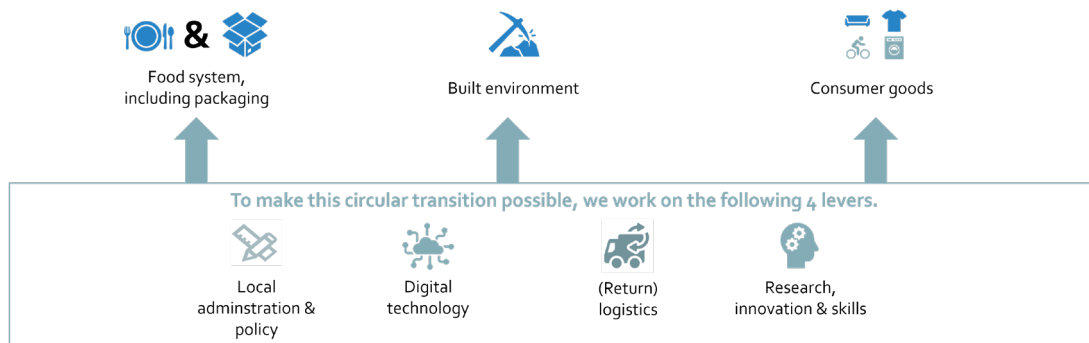 &
Food system,
including packaging
Built environment
Consumer goods
To make this circular transition possible, we work on the following 4 levers.
Local
adminstration &
policy
Digital
technology
(Return)
logistics
Research,
innovation & skills